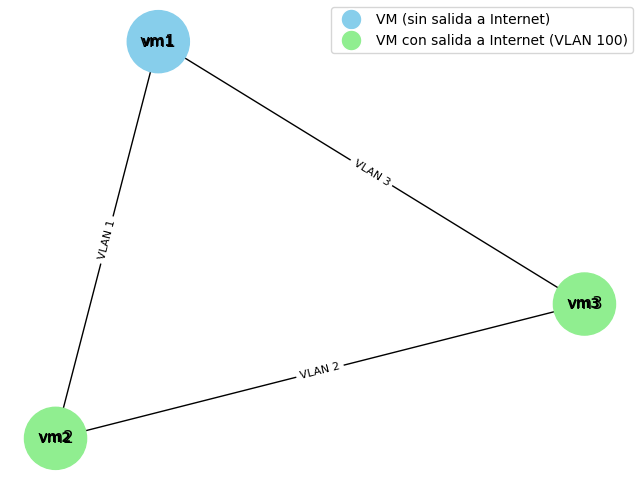 VM (sin salida a Internet)
VM con salida a Internet (VLAN 100)
vm1
VLAN 3
VLAN 1
vm3
VLAN 2
vm2